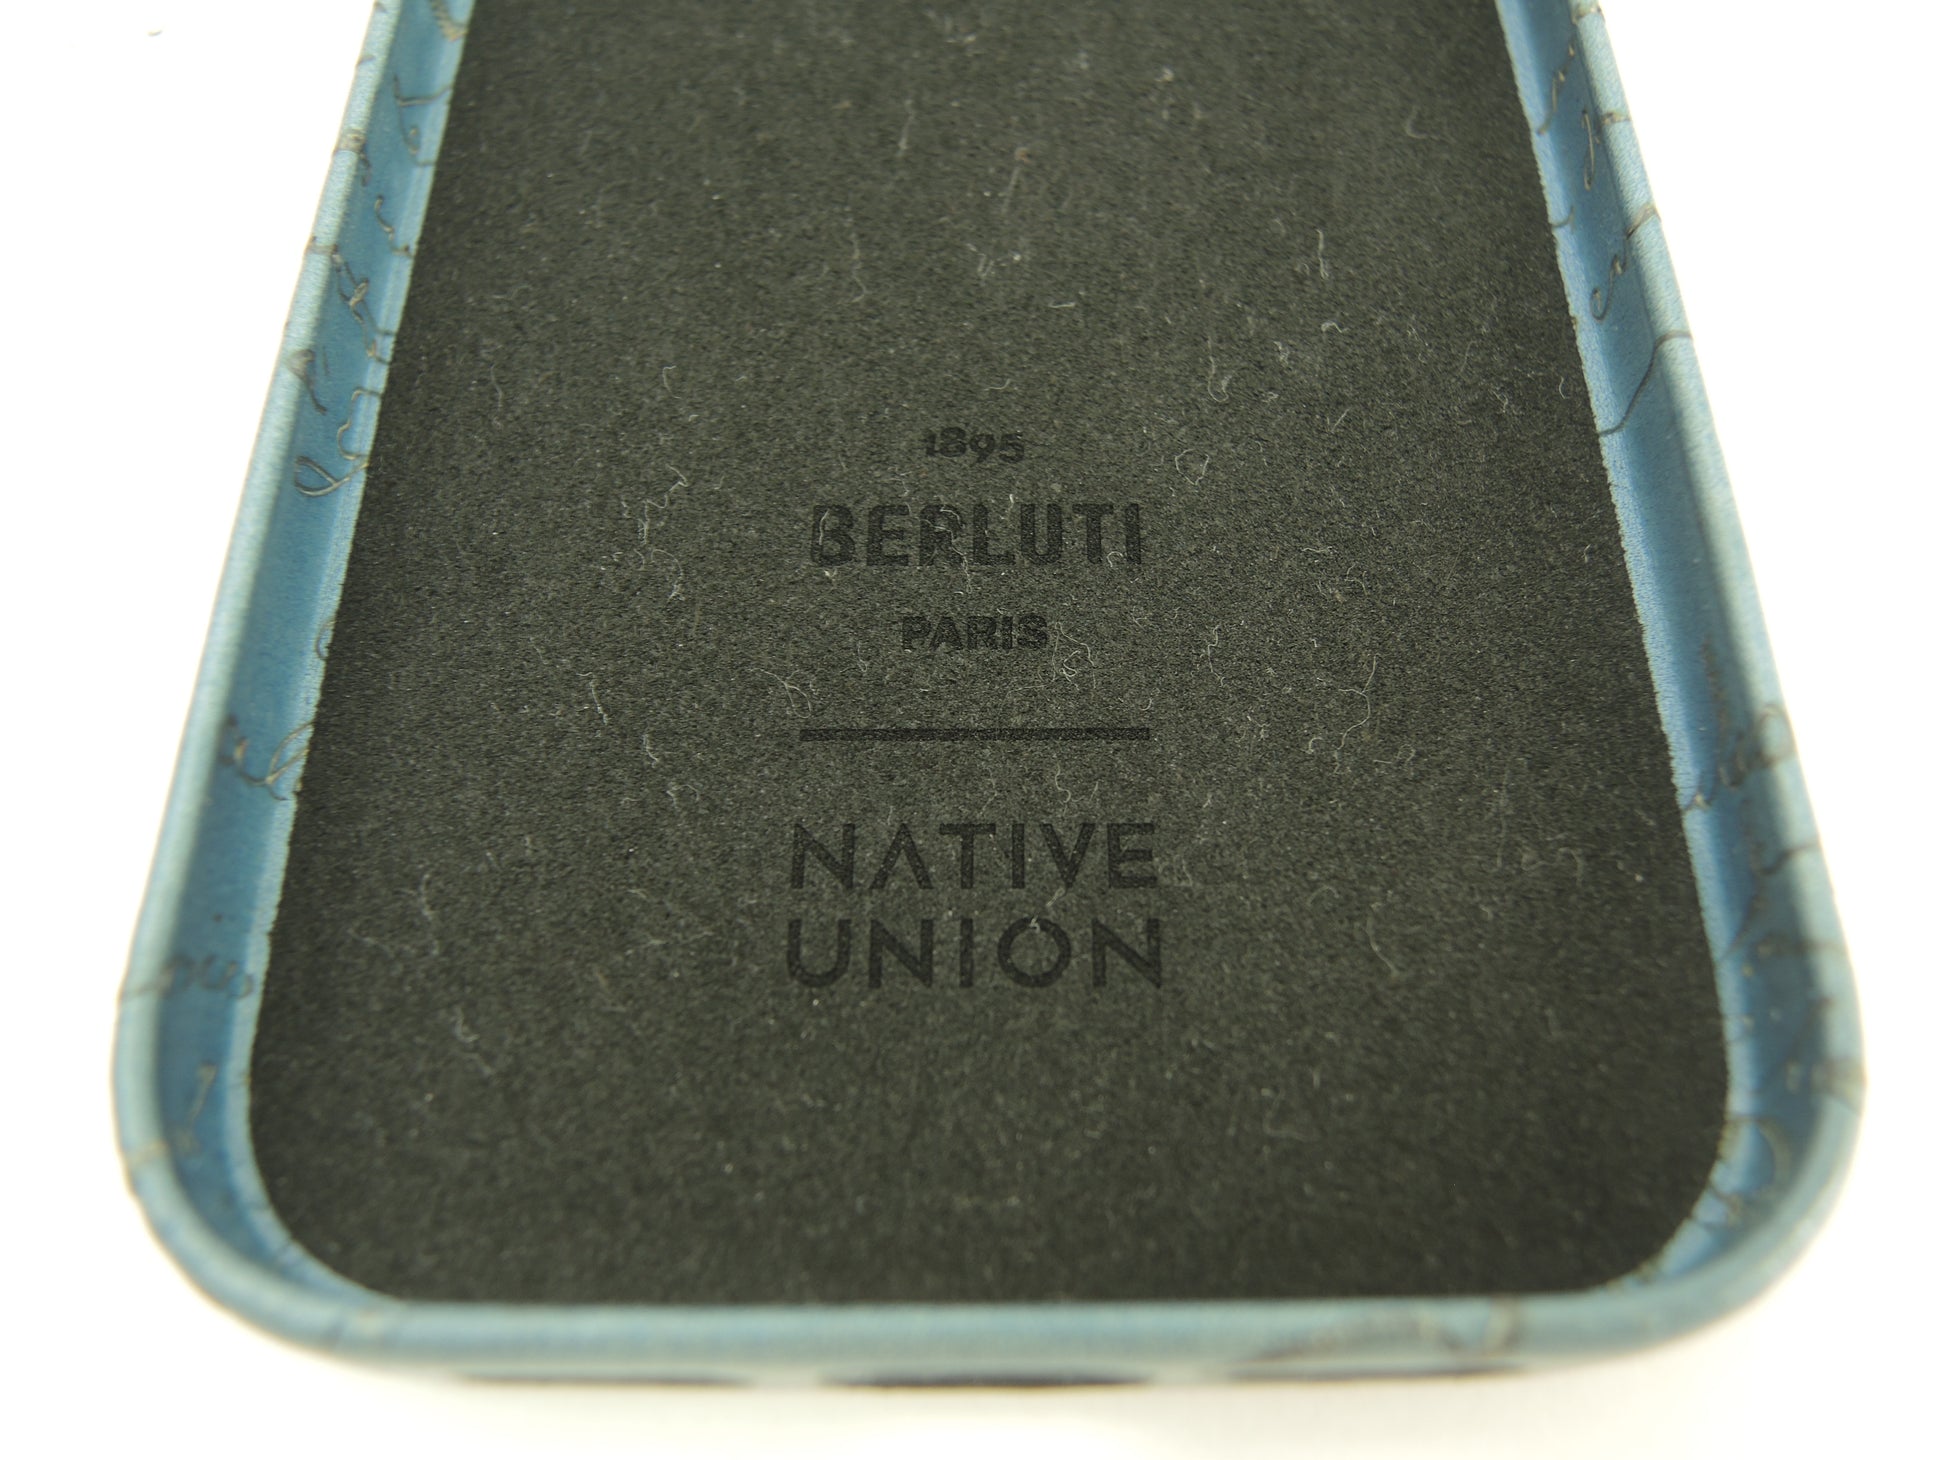 1895
BERLUTI
PARIS
NATIVE
UNION